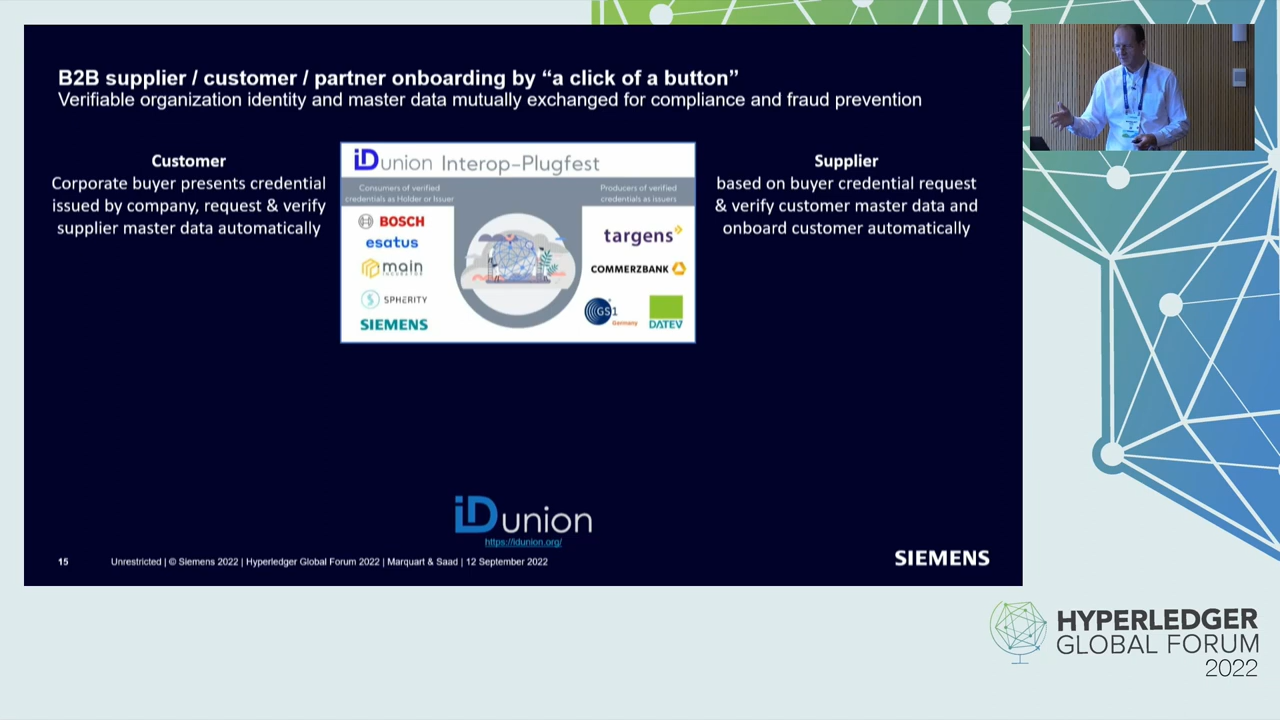 B2B supplier / customer / partner onboarding by “a click of a button”
Verifiable organization identity and master data mutually exchanged for compliance and fraud prevention
Customer
Corporate buyer presents credential
issued by company, request & verify
supplier master data automatically
iDunion Interop-Plugfest
Consumers of verified
credentials as Holder or Issuer
Producers of verified
credentials as issuers
BOSCH
esatus
main
SPHERITY
SIEMENS
targens
COMMERZBANK
GS1
Germany
DATEV
Supplier
based on buyer credential request
& verify customer master data and
onboard customer automatically
iDunion
https://idunion.org/
15
Unrestricted | © Siemens 2022 | Hyperledger Global Forum 2022 | Marquart & Saad | 12 September 2022
SIEMENS
HYPERLEDGER
GLOBAL FORUM
2022